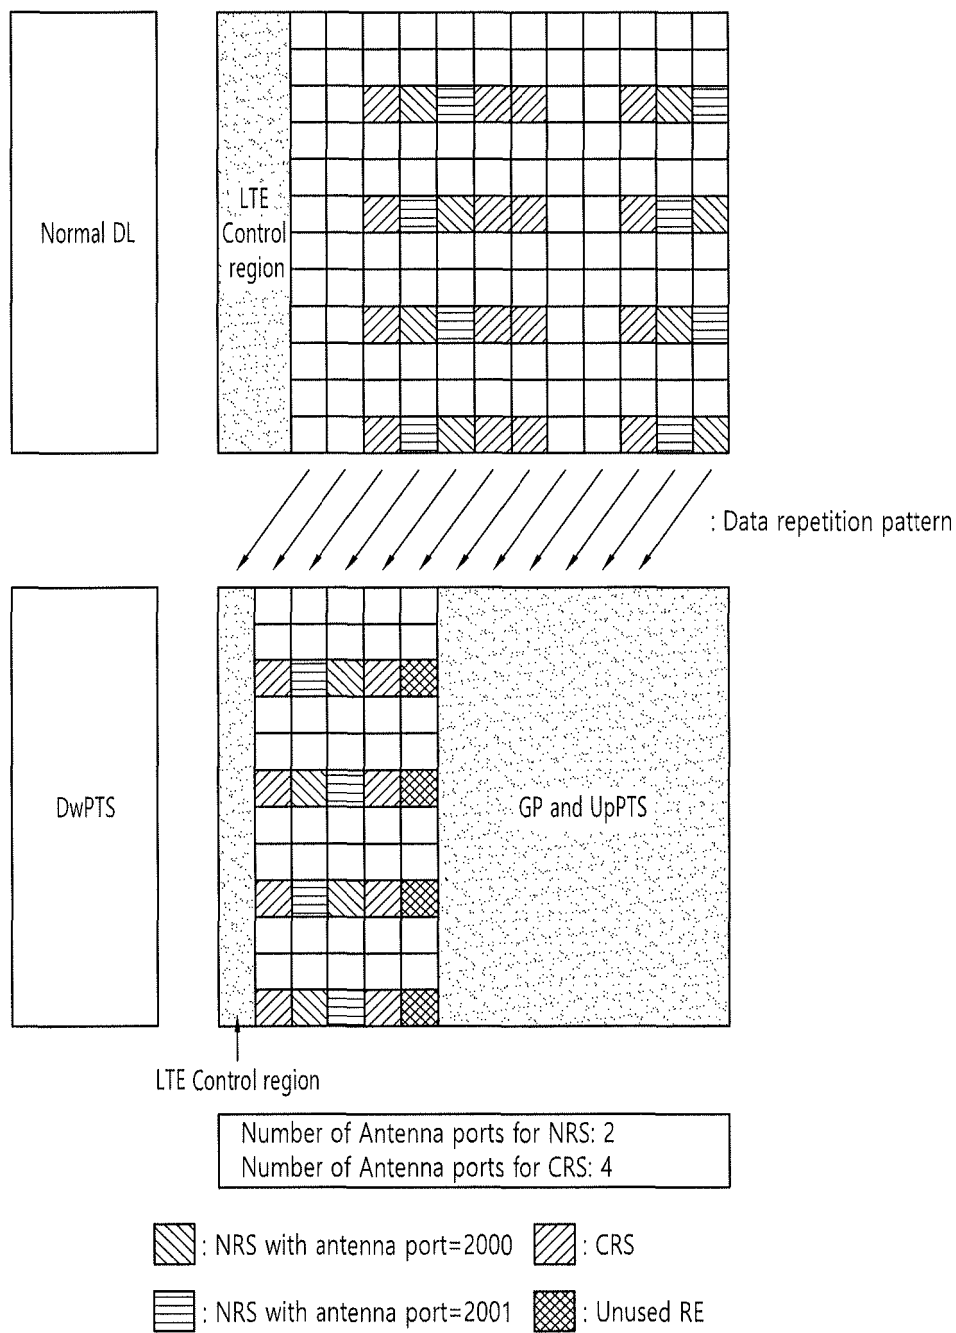 Normal DL
LTE
Control
region
: Data repetition pattern
DwPTS
GP and UpPTS
LTE Control region
Number of Antenna ports for NRS: 2
Number of Antenna ports for CRS: 4
: NRS with antenna port=2000
: CRS
: NRS with antenna port=2001
: Unused RE